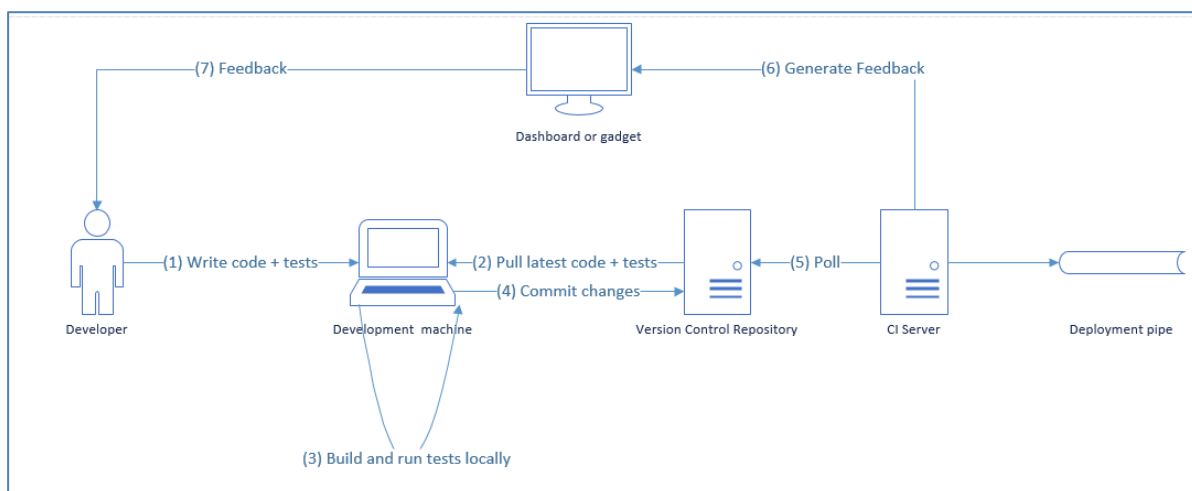 (7) Feedback
(6) Generate Feedback
Dashboard or gadget
(1) Write code + tests
(2) Pull latest code + tests
(5) Poll
(4) Commit changes
Developer
Development machine
Version Control Repository
CI Server
Deployment pipe
(3) Build and run tests locally